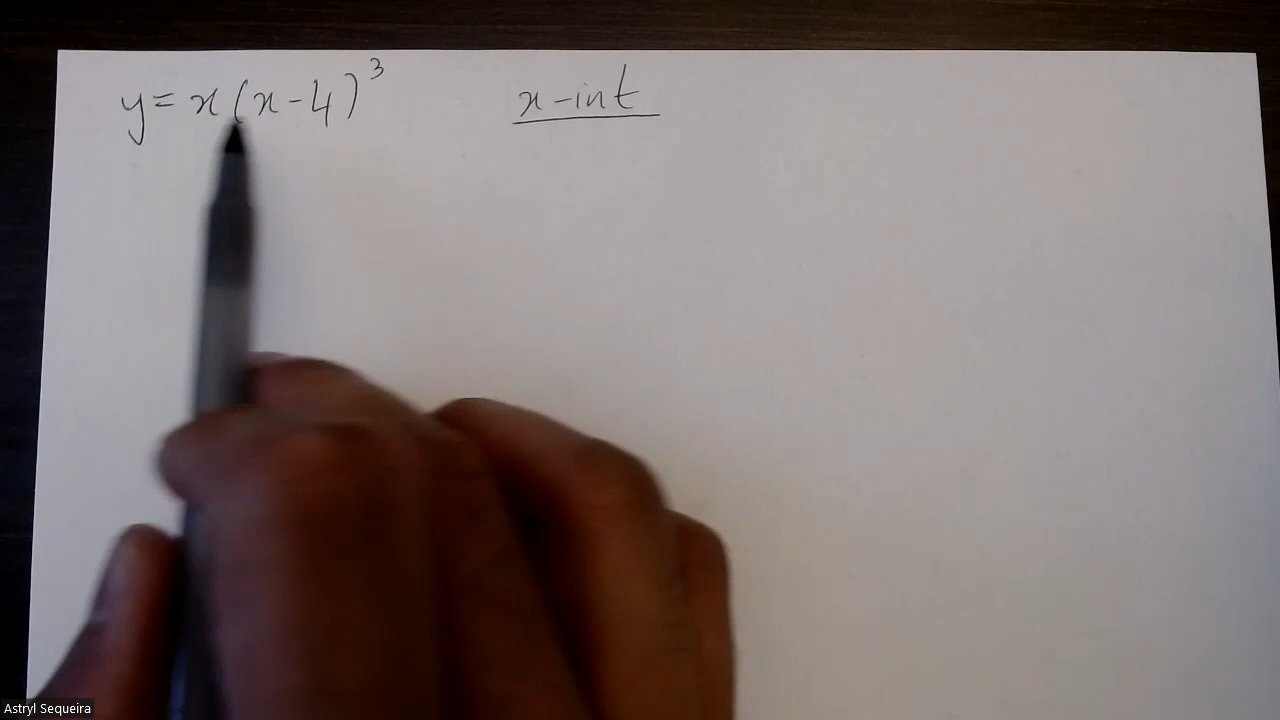 y = x(x-4)³
x-int
Astryl Sequeira